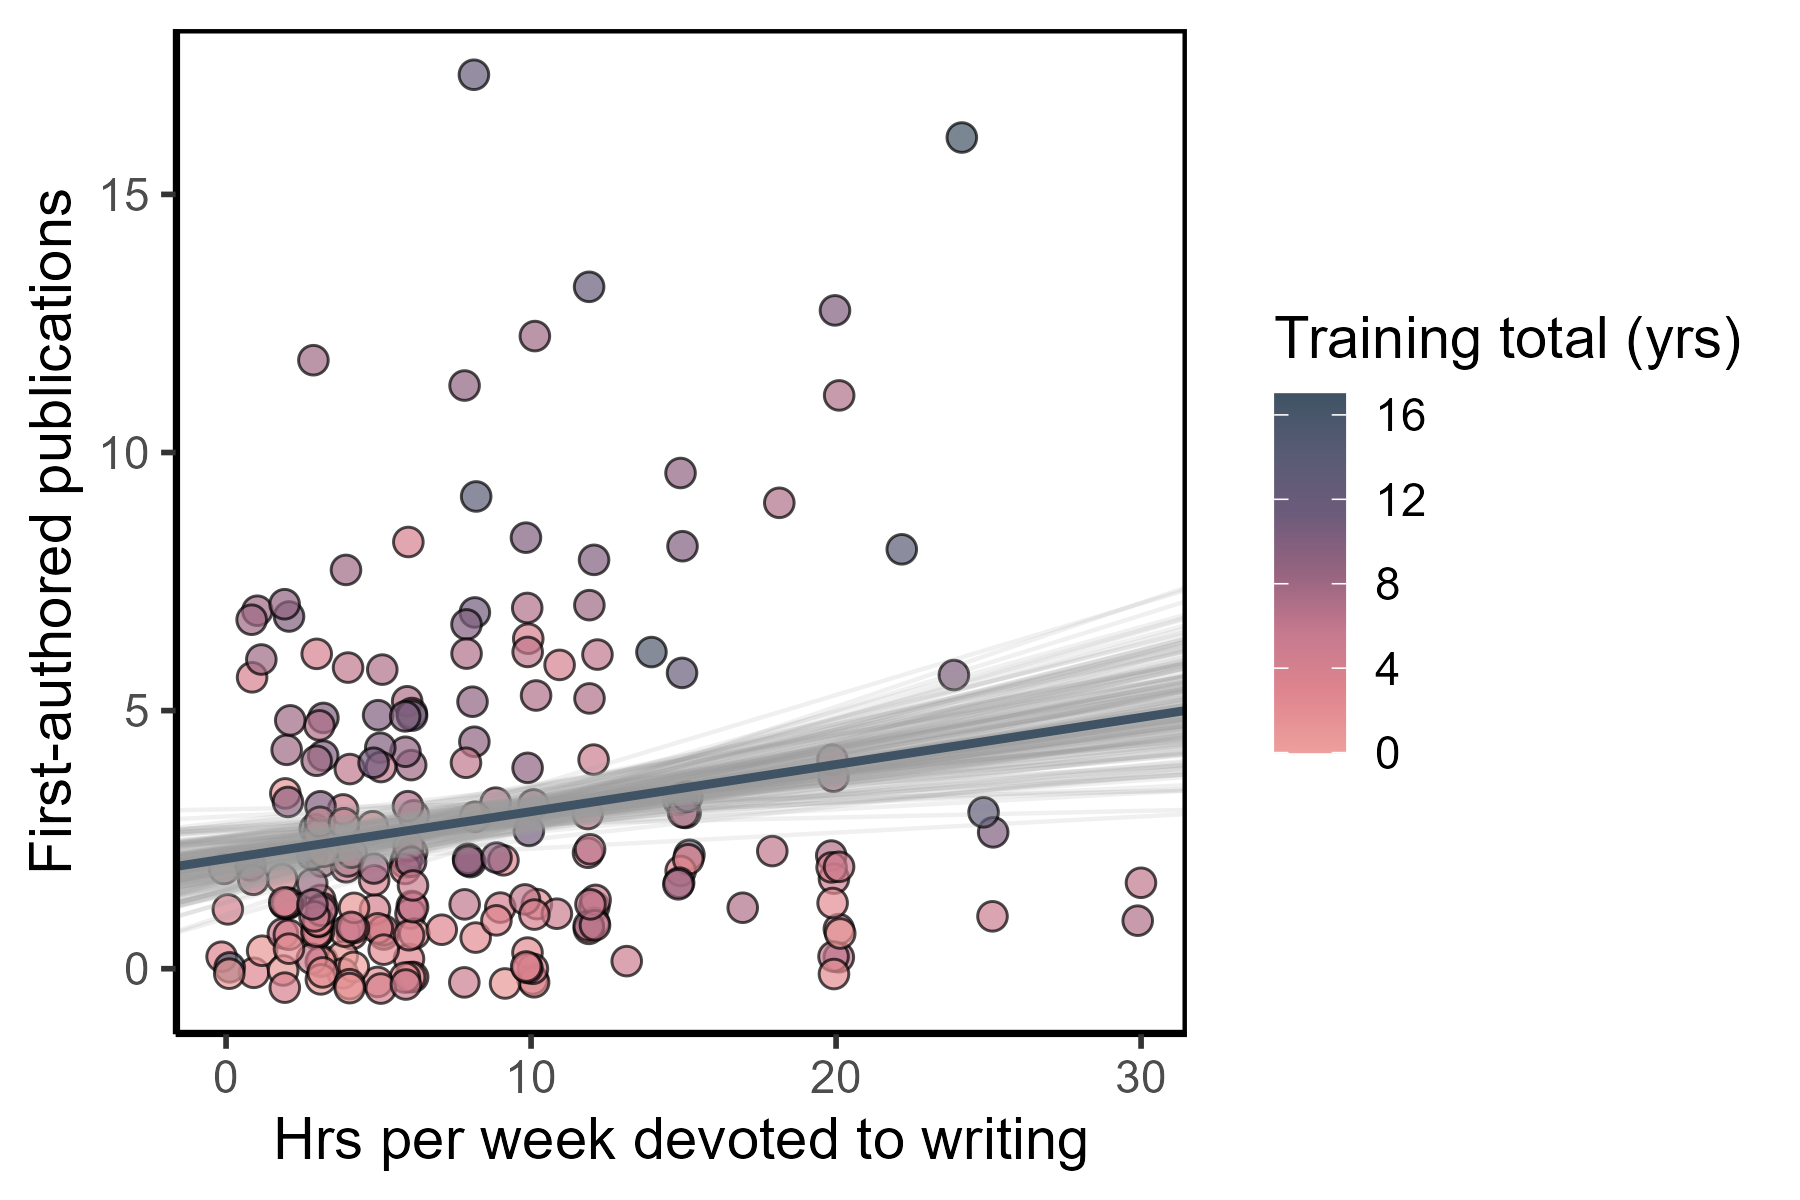 First-authored publications
15
10
5
0
0 10 20 30
Hrs per week devoted to writing
Training total (yrs)
16
12
8
4
0